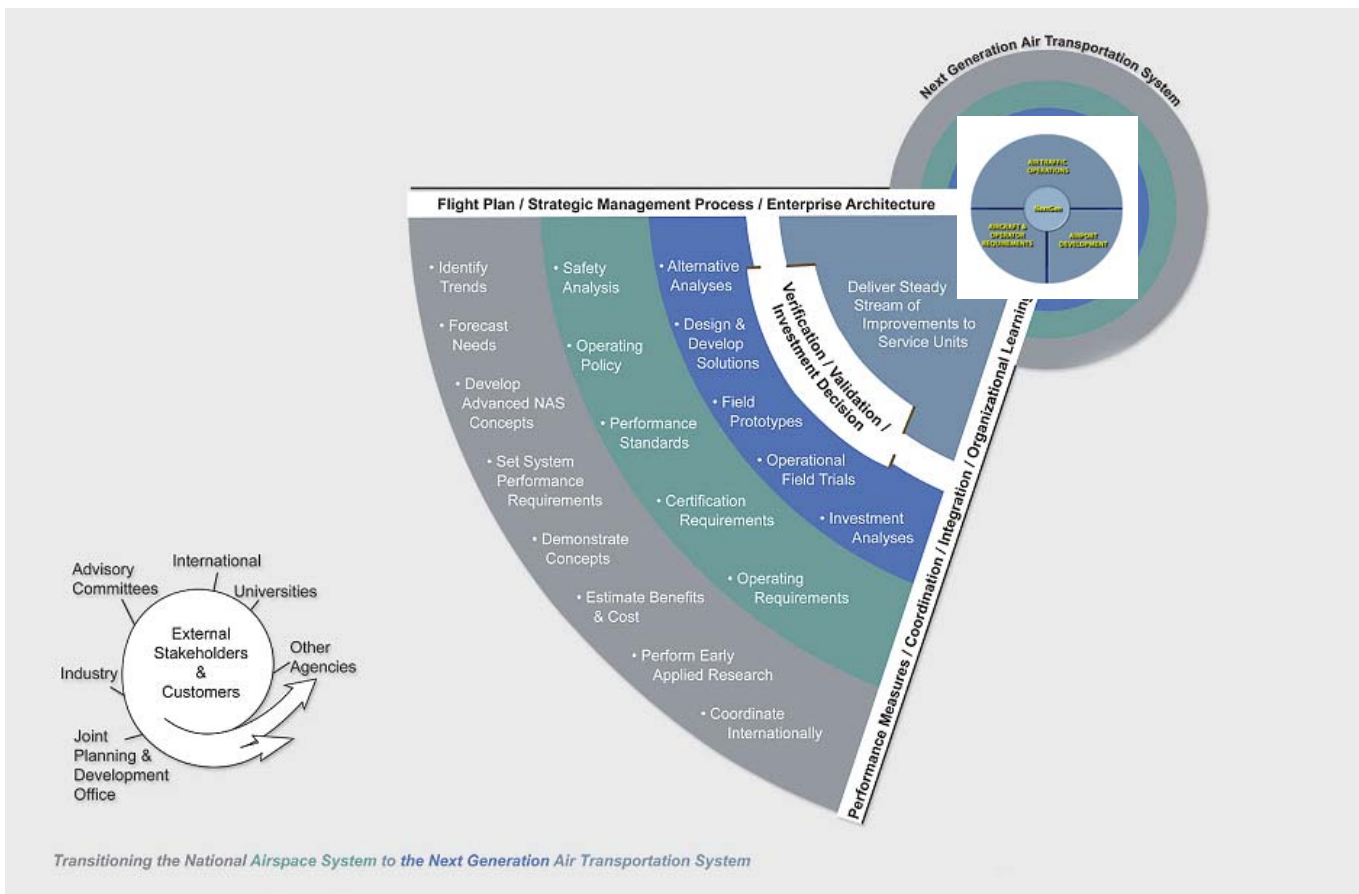 Next Generation Air Transportation System
AIR TRAFFIC
OPERATIONS
NextGen
AIRCRAFT &
OPERATOR
REQUIREMENTS
AIRPORT
DEVELOPMENT
Flight Plan / Strategic Management Process / Enterprise Architecture
• Identify
Trends
• Forecast
Needs
• Develop
Advanced NAS
Concepts
• Set System
Performance
Requirements
• Demonstrate
Concepts
• Estimate Benefits
& Cost
• Perform Early
Applied Research
• Coordinate
Internationally
• Safety
Analysis
• Operating
Policy
• Performance
Standards
• Certification
Requirements
• Operating
Requirements
• Alternative
Analyses
• Design &
Develop
Solutions
• Field
Prototypes
• Operational
Field Trials
• Investment
Analyses
Verification / Validation /
Investment Decision
Deliver Steady
Stream of
Improvements to
Service Units
Performance Measures / Coordination / Integration / Organizational Learning
International
Advisory
Committees
Universities
External
Stakeholders
&
Customers
Other
Agencies
Industry
Joint
Planning &
Development
Office
Transitioning the National Airspace System to the Next Generation Air Transportation System